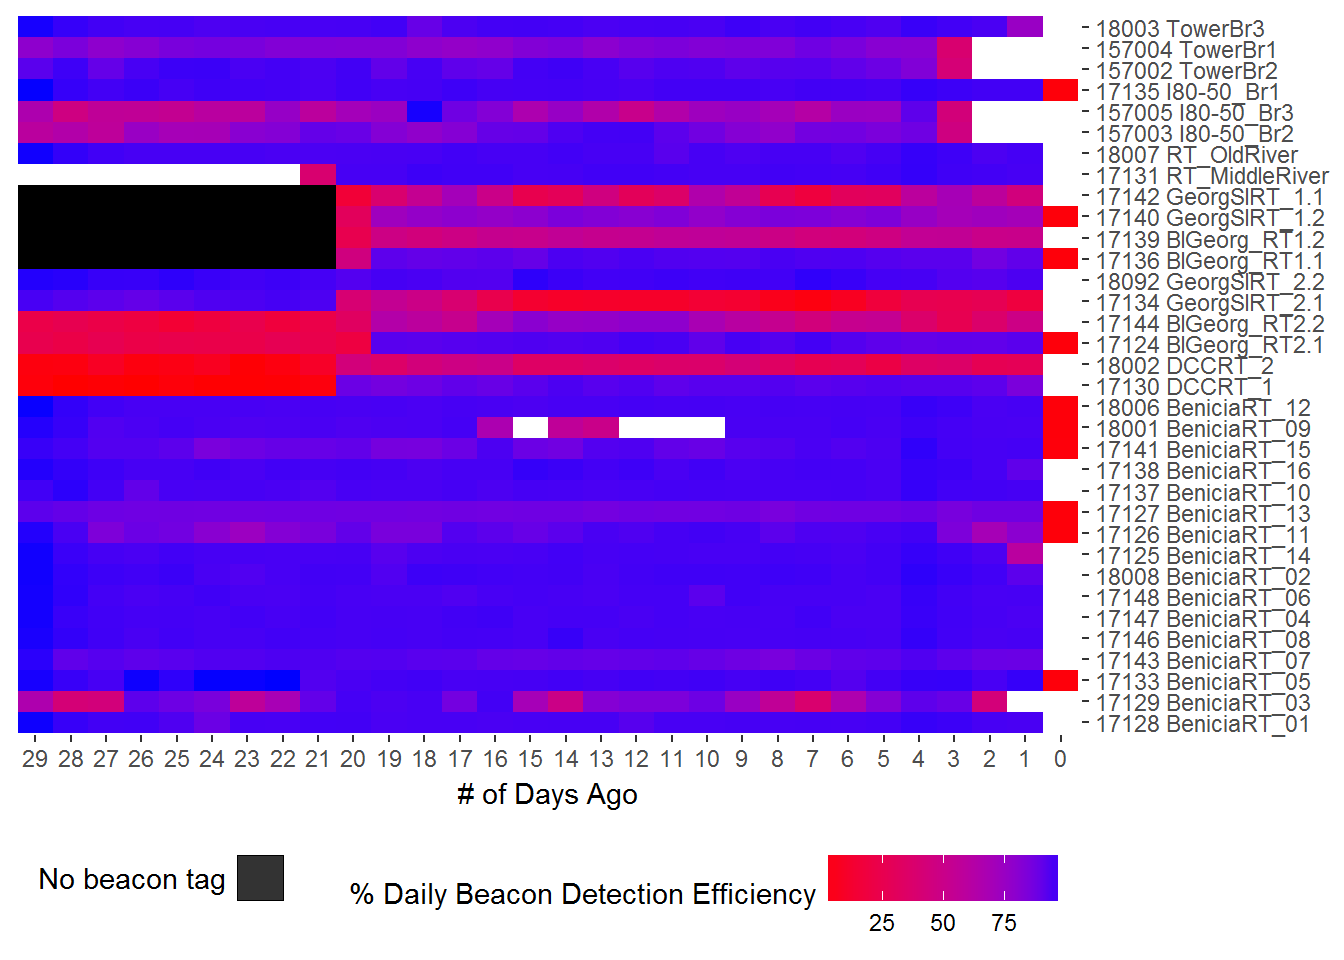 18003 TowerBr3
157004 TowerBr1
157002 TowerBr2
17135 I80-50_Br1
157005 I80-50_Br3
157003 I80-50_Br2
18007 RT_OldRiver
17131 RT_MiddleRiver
17142 GeorgSlRT_1.1
17140 GeorgSlRT_1.2
17139 BlGeorg_RT1.2
17136 BlGeorg_RT1.1
18092 GeorgSlRT_2.2
17134 GeorgSlRT_2.1
17144 BlGeorg_RT2.2
17124 BlGeorg_RT2.1
18002 DCCRT_2
17130 DCCRT_1
18006 BeniciaRT_12
18001 BeniciaRT_09
17141 BeniciaRT_15
17138 BeniciaRT_16
17137 BeniciaRT_10
17127 BeniciaRT_13
17126 BeniciaRT_11
17125 BeniciaRT_14
18008 BeniciaRT_02
17148 BeniciaRT_06
17147 BeniciaRT_04
17146 BeniciaRT_08
17143 BeniciaRT_07
17133 BeniciaRT_05
17129 BeniciaRT_03
17128 BeniciaRT_01
29 28 27 26 25 24 23 22 21 20 19 18 17 16 15 14 13 12 11 10 9 8 7 6 5 4 3 2 1 0
# of Days Ago
No beacon tag
% Daily Beacon Detection Efficiency
25 50 75